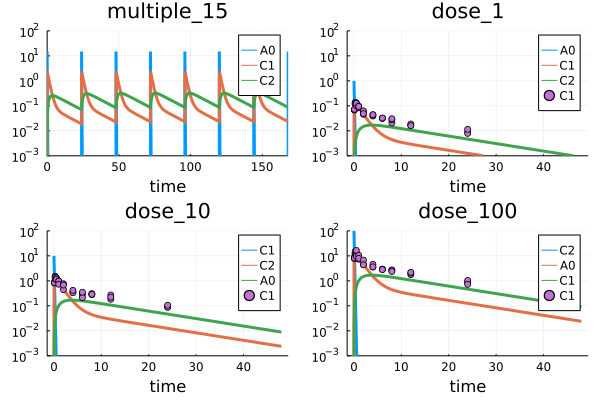 multiple_15
10²
10¹
10⁰
10⁻¹
10⁻²
10⁻³
0 50 100 150
time
A0
C1
C2
dose_1
10²
10¹
10⁰
10⁻¹
10⁻²
10⁻³
0 10 20 30 40
time
A0
C1
C2
C1
dose_10
10²
10¹
10⁰
10⁻¹
10⁻²
10⁻³
0 10 20 30 40
time
C1
C2
A0
C1
dose_100
10²
10¹
10⁰
10⁻¹
10⁻²
10⁻³
0 10 20 30 40
time
C2
A0
C1
C1